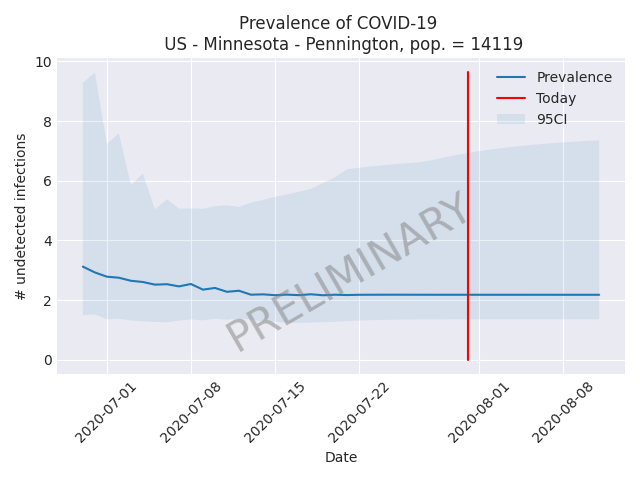 Prevalence of COVID-19
US - Minnesota - Pennington, pop. = 14119
10
8
6
4
2
0
# undetected infections
Prevalence
Today
95CI
PRELIMINARY
2020-07-01
2020-07-08
2020-07-15
2020-07-22
2020-08-01
2020-08-08
Date